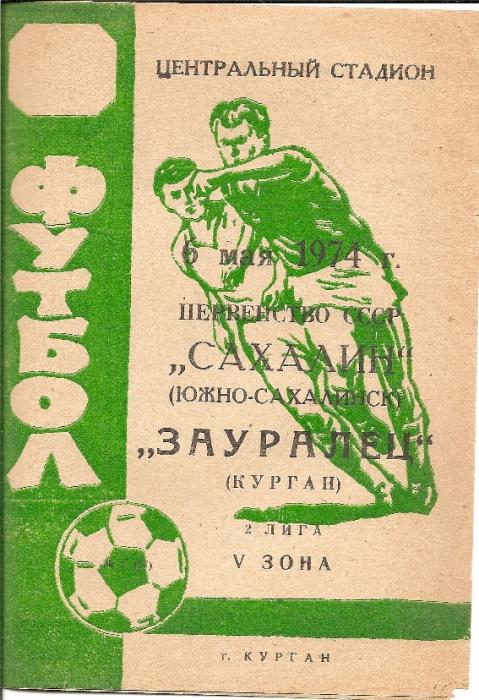 ФУТБОЛ
ЦЕНТРАЛЬНЫЙ СТАДИОН
6 мая 1974 г.
ПЕРВЕНСТВО СССР
„САХАЛИН“
(ЮЖНО-САХАЛИНСК)
„ЗАУРАЛЕЦ“
(КУРГАН)
2 ЛИГА
V ЗОНА
г. КУРГАН